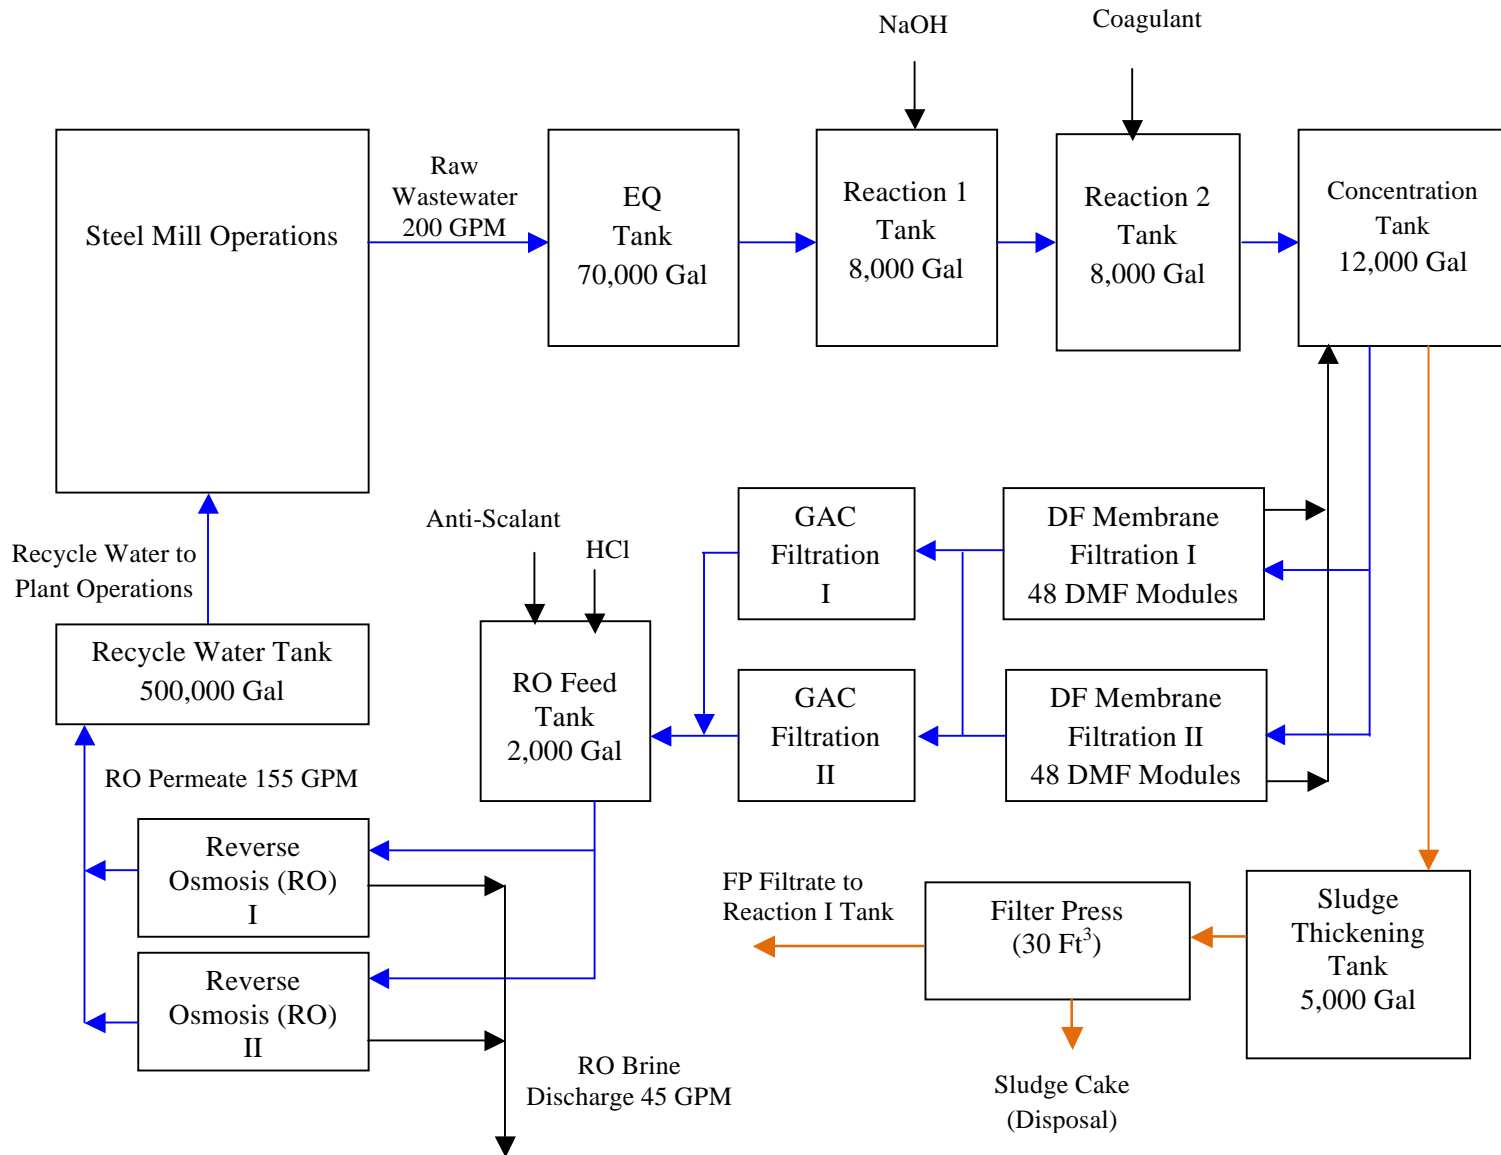 NaOH
Coagulant
Steel Mill Operations
Raw
Wastewater
200 GPM
EQ
Tank
70,000 Gal
Reaction 1
Tank
8,000 Gal
Reaction 2
Tank
8,000 Gal
Concentration
Tank
12,000 Gal
Anti-Scalant
HCl
GAC
Filtration
I
DF Membrane
Filtration I
48 DMF Modules
Recycle Water to
Plant Operations
Recycle Water Tank
500,000 Gal
RO Feed
Tank
2,000 Gal
GAC
Filtration
II
DF Membrane
Filtration II
48 DMF Modules
RO Permeate 155 GPM
Reverse
Osmosis (RO)
I
Reverse
Osmosis (RO)
II
RO Brine
Discharge 45 GPM
FP Filtrate to
Reaction I Tank
Filter Press
(30 Ft³)
Sludge
Thickening
Tank
5,000 Gal
Sludge Cake
(Disposal)